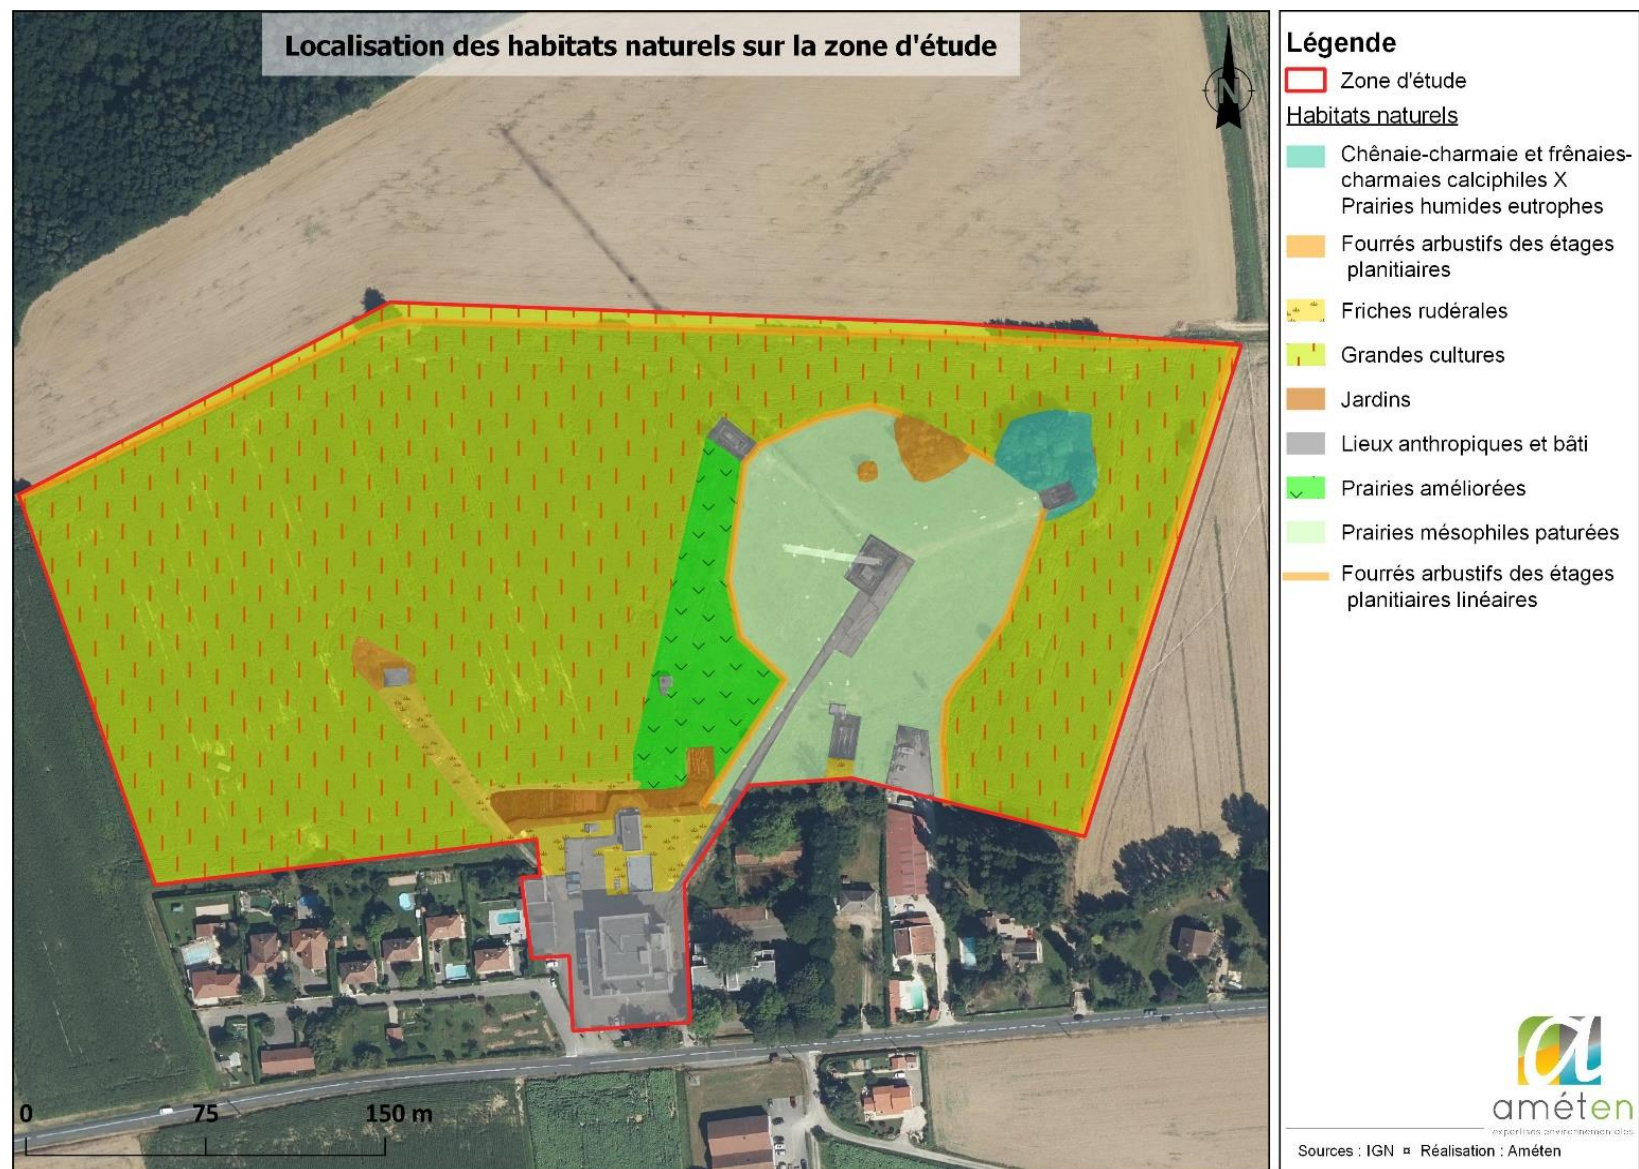 Localisation des habitats naturels sur la zone d'étude
N
0 75 150 m
Légende
Zone d'étude
Habitats naturels
Chênaie-charmaie et frênaies-
charmaies calciphiles X
Prairies humides eutrophes
Fourrés arbustifs des étages
planitiaires
Friches rudérales
Grandes cultures
Jardins
Lieux anthropiques et bâti
Prairies améliorées
Prairies mésophiles paturées
Fourrés arbustifs des étages
planitiaires linéaires
améten
expertises environnementales
Sources : IGN ¤ Réalisation : Améten